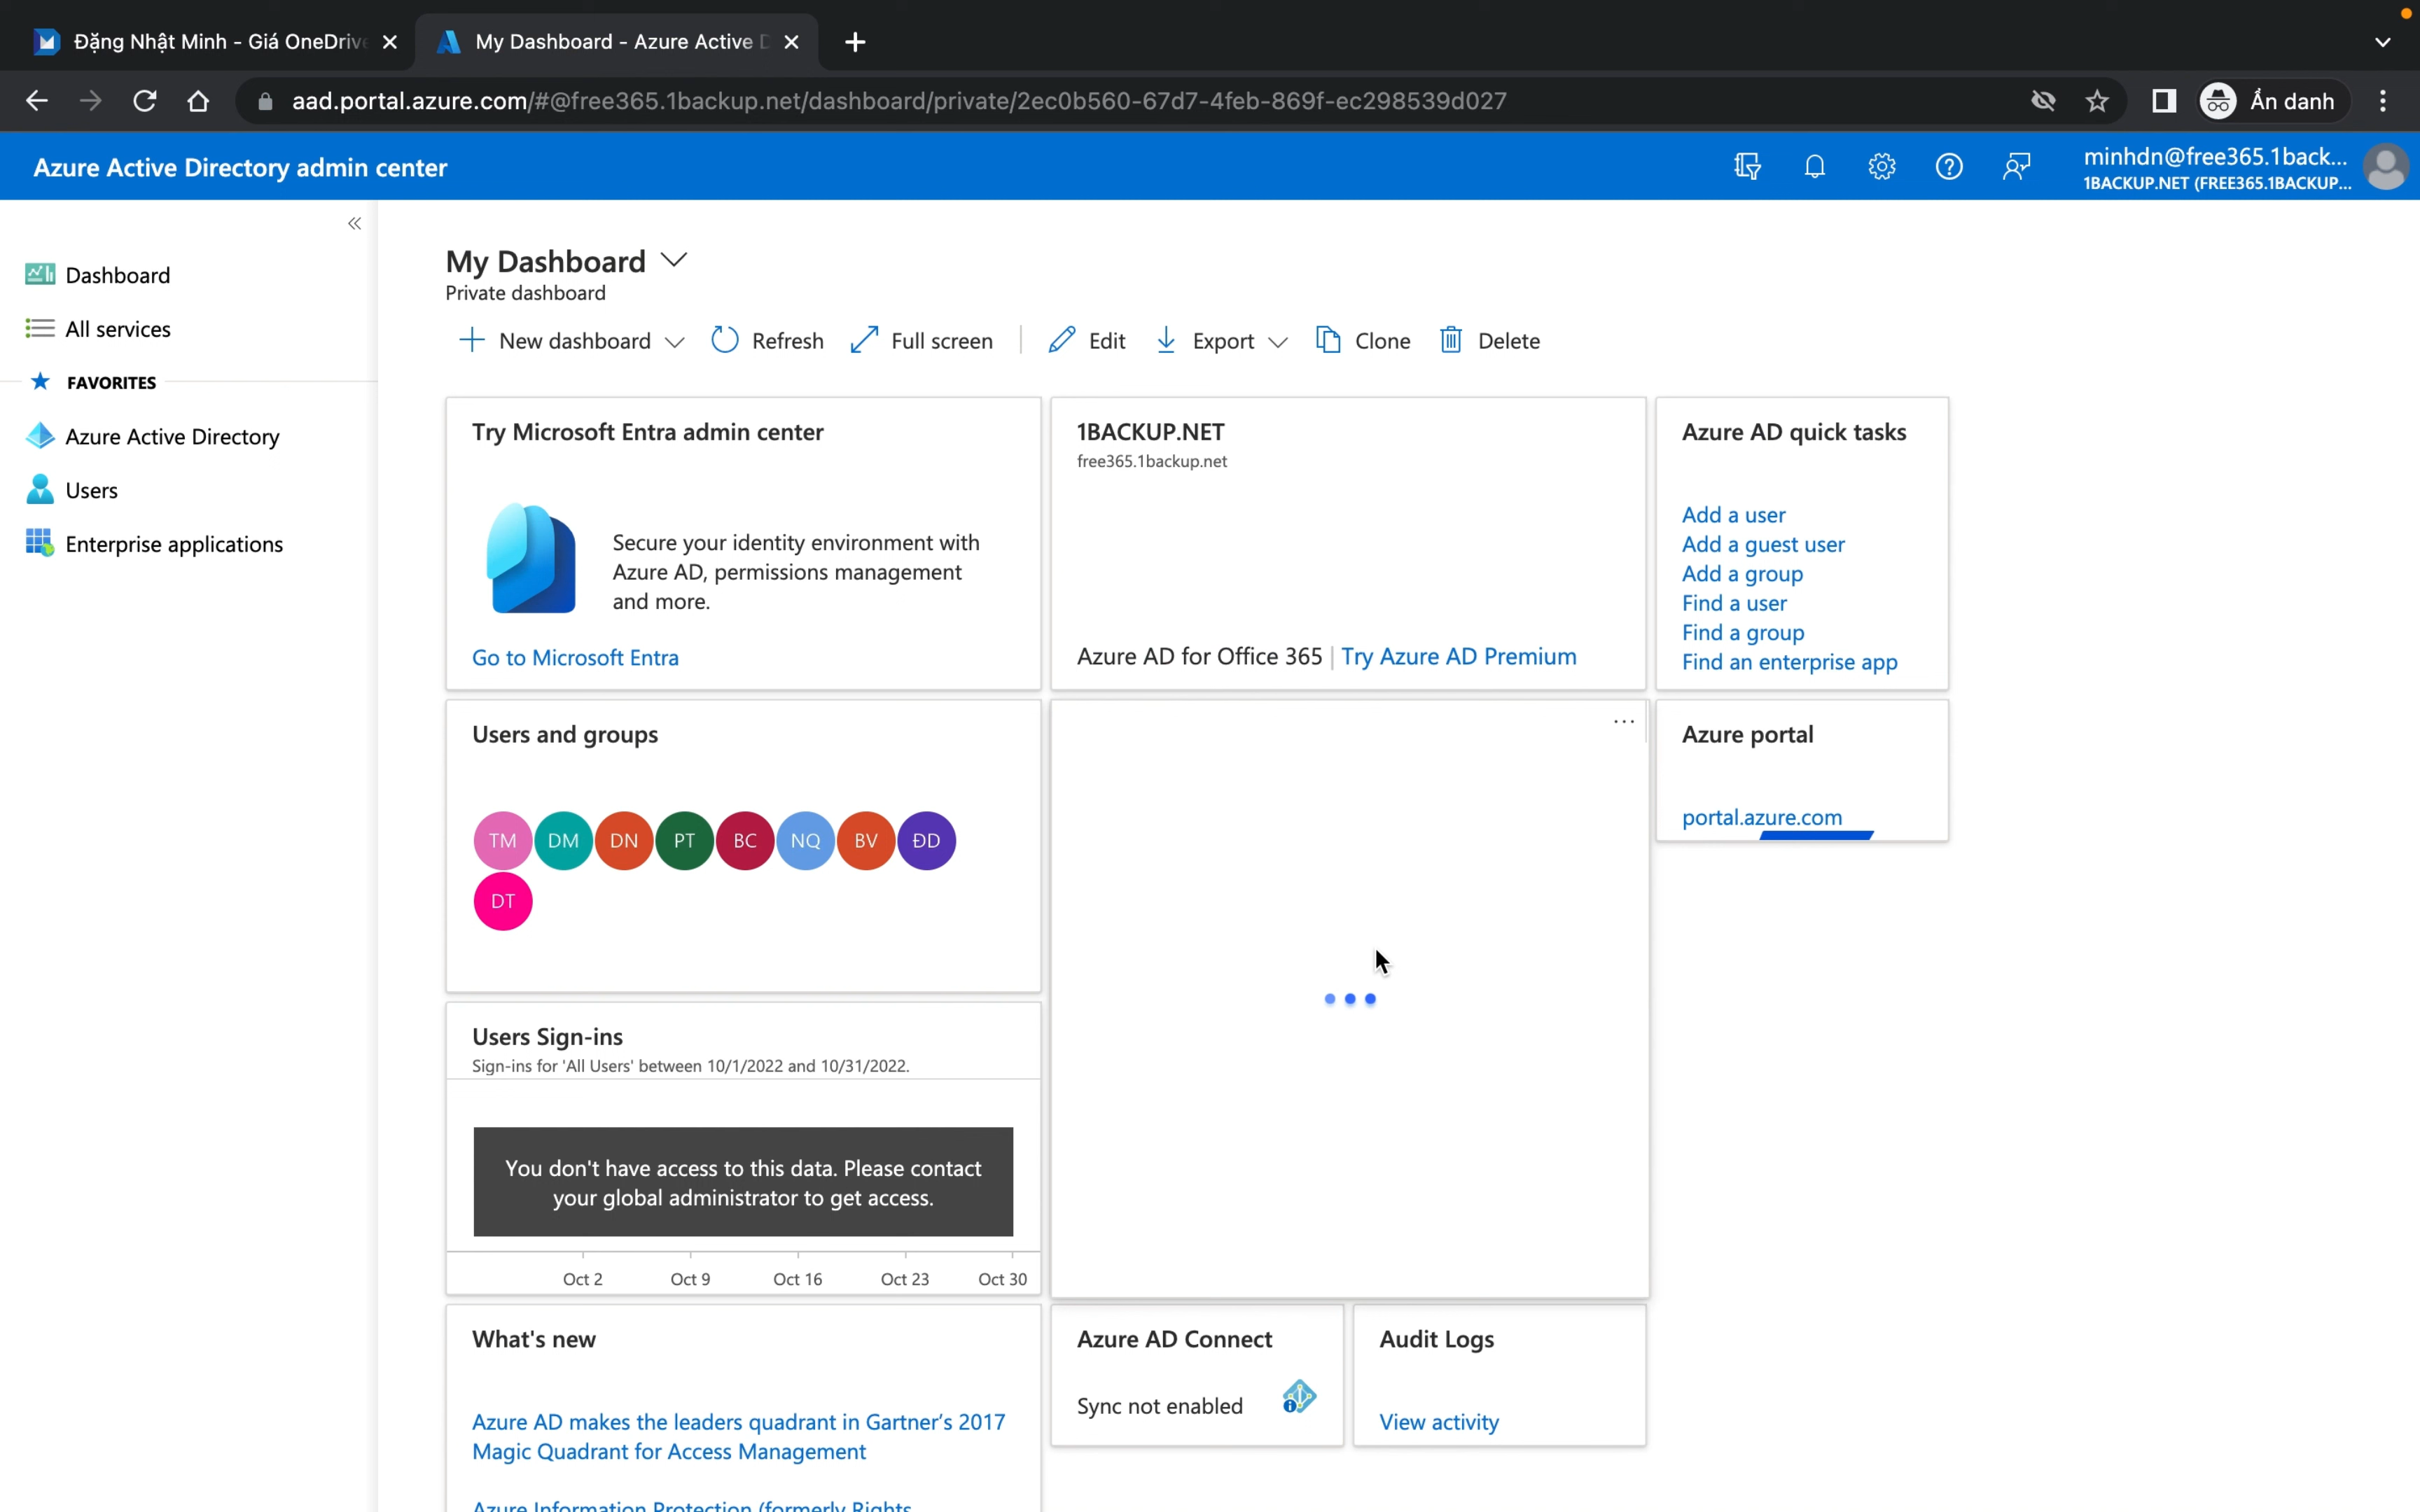 Đặng Nhật Minh - Giá OneDrive
My Dashboard - Azure Active D
aad.portal.azure.com/#@free365.1backup.net/dashboard/private/2ec0b560-67d7-4feb-869f-ec298539d027
Ẩn danh
Azure Active Directory admin center
minhdn@free365.1back...
1BACKUP.NET (FREE365.1BACKUP...
Dashboard
All services
FAVORITES
Azure Active Directory
Users
Enterprise applications
My Dashboard
Private dashboard
New dashboard
Refresh
Full screen
Edit
Export
Clone
Delete
Try Microsoft Entra admin center
Secure your identity environment with
Azure AD, permissions management
and more.
Go to Microsoft Entra
1BACKUP.NET
free365.1backup.net
Azure AD for Office 365 | Try Azure AD Premium
Azure AD quick tasks
Add a user
Add a guest user
Add a group
Find a user
Find a group
Find an enterprise app
Users and groups
TM DM DN PT BC NQ BV ĐD
DT
Azure portal
portal.azure.com
Users Sign-ins
Sign-ins for 'All Users' between 10/1/2022 and 10/31/2022.
You don't have access to this data. Please contact
your global administrator to get access.
Oct 2 Oct 9 Oct 16 Oct 23 Oct 30
What's new
Azure AD makes the leaders quadrant in Gartner's 2017
Magic Quadrant for Access Management
Azure Information Protection (formerly Rights
Azure AD Connect
Sync not enabled
Audit Logs
View activity